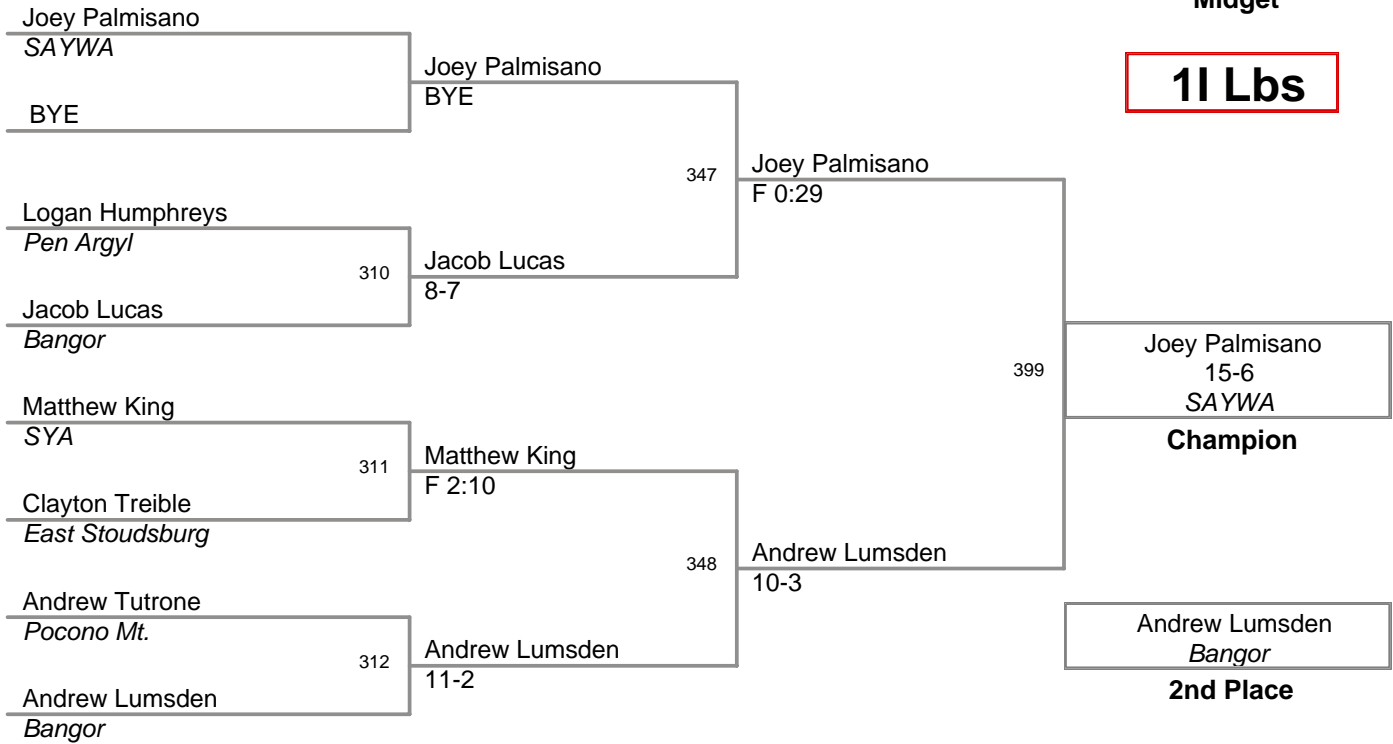 Midget
1I Lbs
Joey Palmisano
SAYWA
BYE
Logan Humphreys
Pen Argyl
Jacob Lucas
Bangor
Matthew King
SYA
Clayton Treible
East Stoudsburg
Andrew Tutrone
Pocono Mt.
Andrew Lumsden
Bangor
310
311
312
Joey Palmisano
BYE
Jacob Lucas
8-7
Matthew King
F 2:10
Andrew Lumsden
11-2
347
348
Joey Palmisano
F 0:29
Andrew Lumsden
10-3
399
Joey Palmisano
15-6
SAYWA
Champion
Andrew Lumsden
Bangor
2nd Place